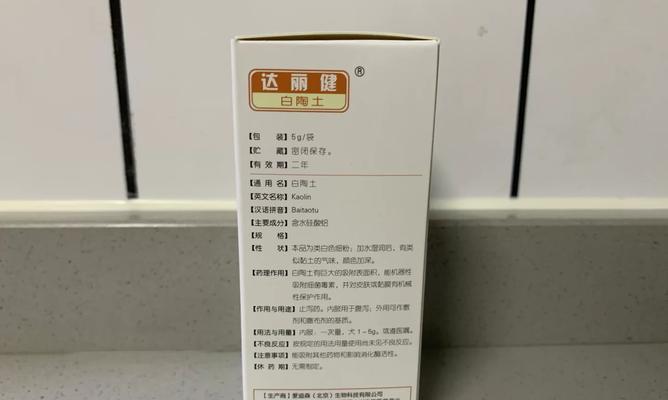 达丽健®
白陶土
【包 装】5g/袋
【贮 藏】密闭保存。
【有 效 期】二年
【通 用 名】白陶土
【英文名称】Kaolin
【汉语拼音】Baitaotu
【主要成分】含水硅酸铝
【规 格】
【性 状】本品为类白色细粉；加水湿润后，有类
似黏土的气味，颜色加深。
【药理作用】白陶土有巨大的吸附表面积，能机器性
吸附细菌毒素，并对皮肤或黏膜有机械
性保护作用。
【作用与用途】止泻药。内服用于腹泻；外用可作敷
剂和撒布剂的基质。
【用法与用量】内服，一次量，犬1~5g。或遵医嘱。
【不良反应】按规定的用法用量使用尚未见不良反应。
【注意事项】能吸附其他药物和影响消化酶活性。
【休 药 期】无需制定。
【生产商】爱迪森（北京）生物科技有限公司